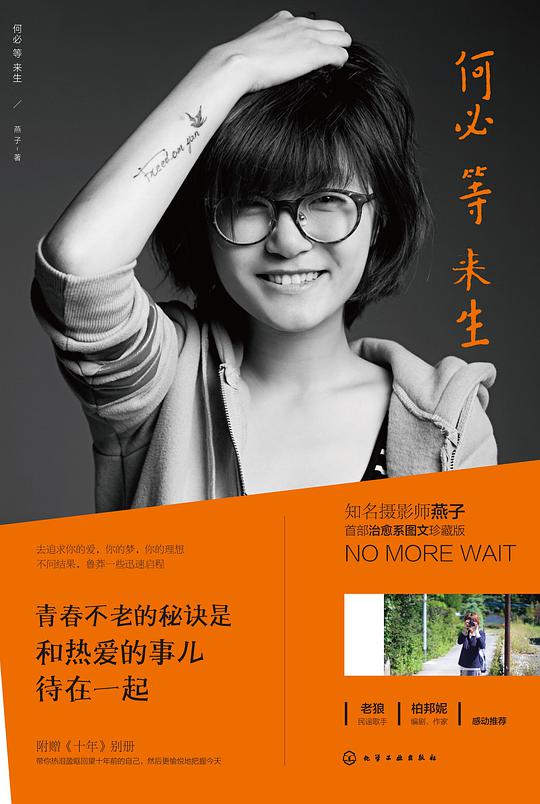 何必等来生 / 燕子-著
Freedom yan
何必等来生
知名摄影师燕子
首部治愈系图文珍藏版
NO MORE WAIT
去追求你的爱，你的梦，你的理想
不问结果，鲁莽一些迅速启程
青春不老的秘诀是
和热爱的事儿
待在一起
老狼
民谣歌手
柏邦妮
编剧、作家
感动推荐
附赠《十年》别册
带你热泪盈眶回望十年前的自己，然后更愉悦地把握今天
化学工业出版社